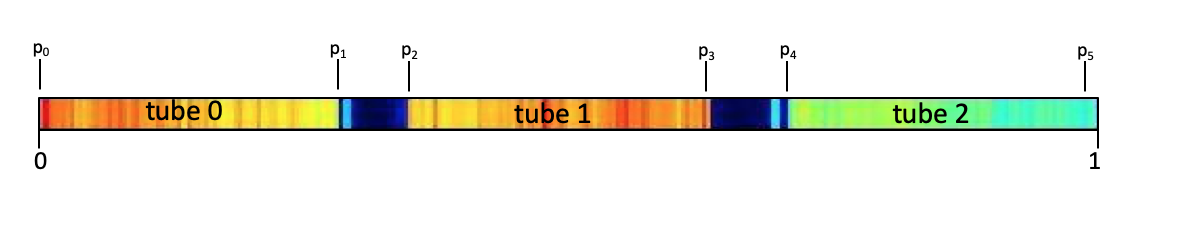 p₀ p₁ p₂ p₃ p₄ p₅
tube 0 tube 1 tube 2
0 1